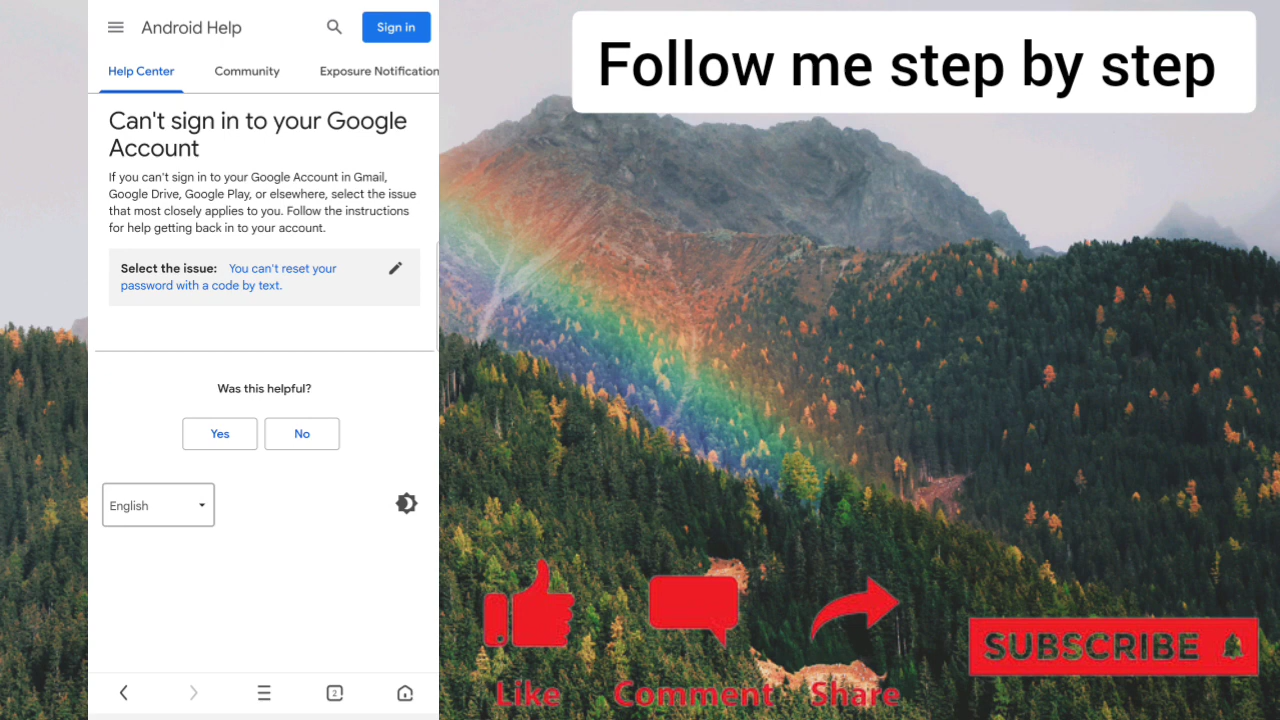 Android Help
Sign in
Help Center
Community
Exposure Notification
Can't sign in to your Google
Account
If you can't sign in to your Google Account in Gmail,
Google Drive, Google Play, or elsewhere, select the issue
that most closely applies to you. Follow the instructions
for help getting back in to your account.
Select the issue: You can't reset your
password with a code by text.
Was this helpful?
Yes
No
English
2
Follow me step by step
Like
Comment
Share
SUBSCRIBE